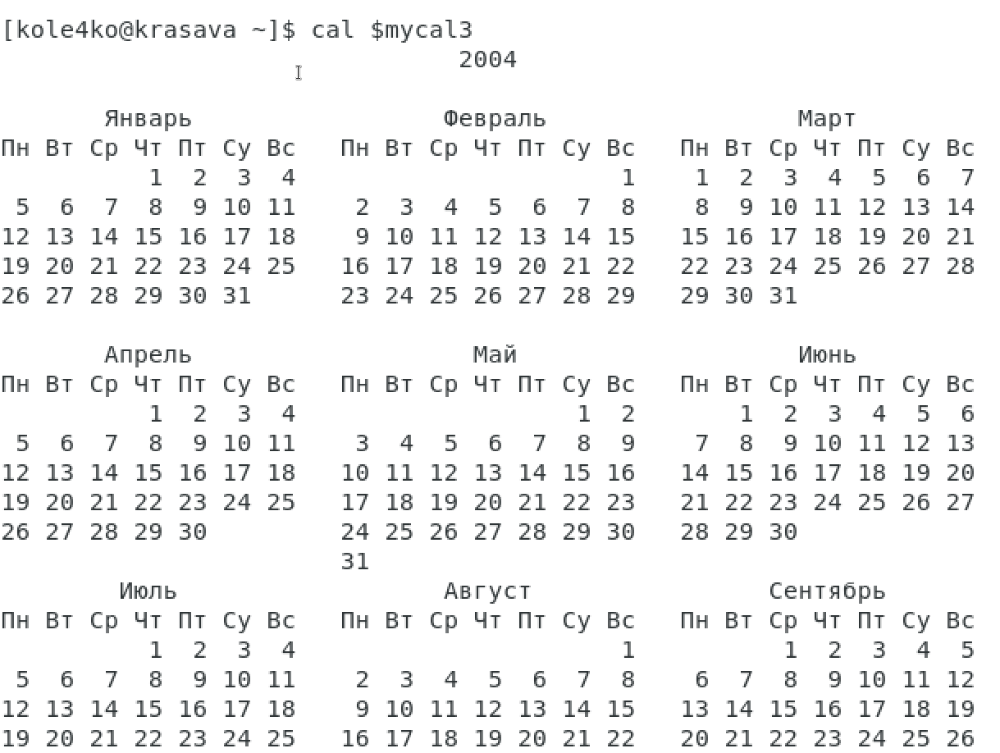 [kole4ko@krasava ~]$ cal $mycal3
                               2004

       Январь                 Февраль                 Март
Пн Вт Ср Чт Пт Су Вс   Пн Вт Ср Чт Пт Су Вс   Пн Вт Ср Чт Пт Су Вс
          1  2  3  4                      1    1  2  3  4  5  6  7
 5  6  7  8  9 10 11    2  3  4  5  6  7  8    8  9 10 11 12 13 14
12 13 14 15 16 17 18    9 10 11 12 13 14 15   15 16 17 18 19 20 21
19 20 21 22 23 24 25   16 17 18 19 20 21 22   22 23 24 25 26 27 28
26 27 28 29 30 31      23 24 25 26 27 28 29   29 30 31

       Апрель                   Май                   Июнь
Пн Вт Ср Чт Пт Су Вс   Пн Вт Ср Чт Пт Су Вс   Пн Вт Ср Чт Пт Су Вс
          1  2  3  4                   1  2       1  2  3  4  5  6
 5  6  7  8  9 10 11    3  4  5  6  7  8  9    7  8  9 10 11 12 13
12 13 14 15 16 17 18   10 11 12 13 14 15 16   14 15 16 17 18 19 20
19 20 21 22 23 24 25   17 18 19 20 21 22 23   21 22 23 24 25 26 27
26 27 28 29 30         24 25 26 27 28 29 30   28 29 30
                       31
        Июль                  Август                Сентябрь
Пн Вт Ср Чт Пт Су Вс   Пн Вт Ср Чт Пт Су Вс   Пн Вт Ср Чт Пт Су Вс
          1  2  3  4                      1          1  2  3  4  5
 5  6  7  8  9 10 11    2  3  4  5  6  7  8    6  7  8  9 10 11 12
12 13 14 15 16 17 18    9 10 11 12 13 14 15   13 14 15 16 17 18 19
19 20 21 22 23 24 25   16 17 18 19 20 21 22   20 21 22 23 24 25 26